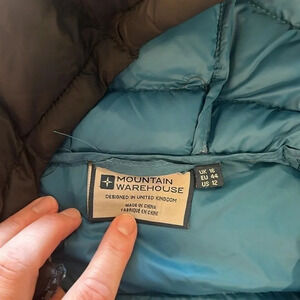 MOUNTAIN
WAREHOUSE
DESIGNED IN UNITED KINGDOM
MADE IN CHINA
FABRIQUÉ EN CHINE
UK 16
EU 44
US 12